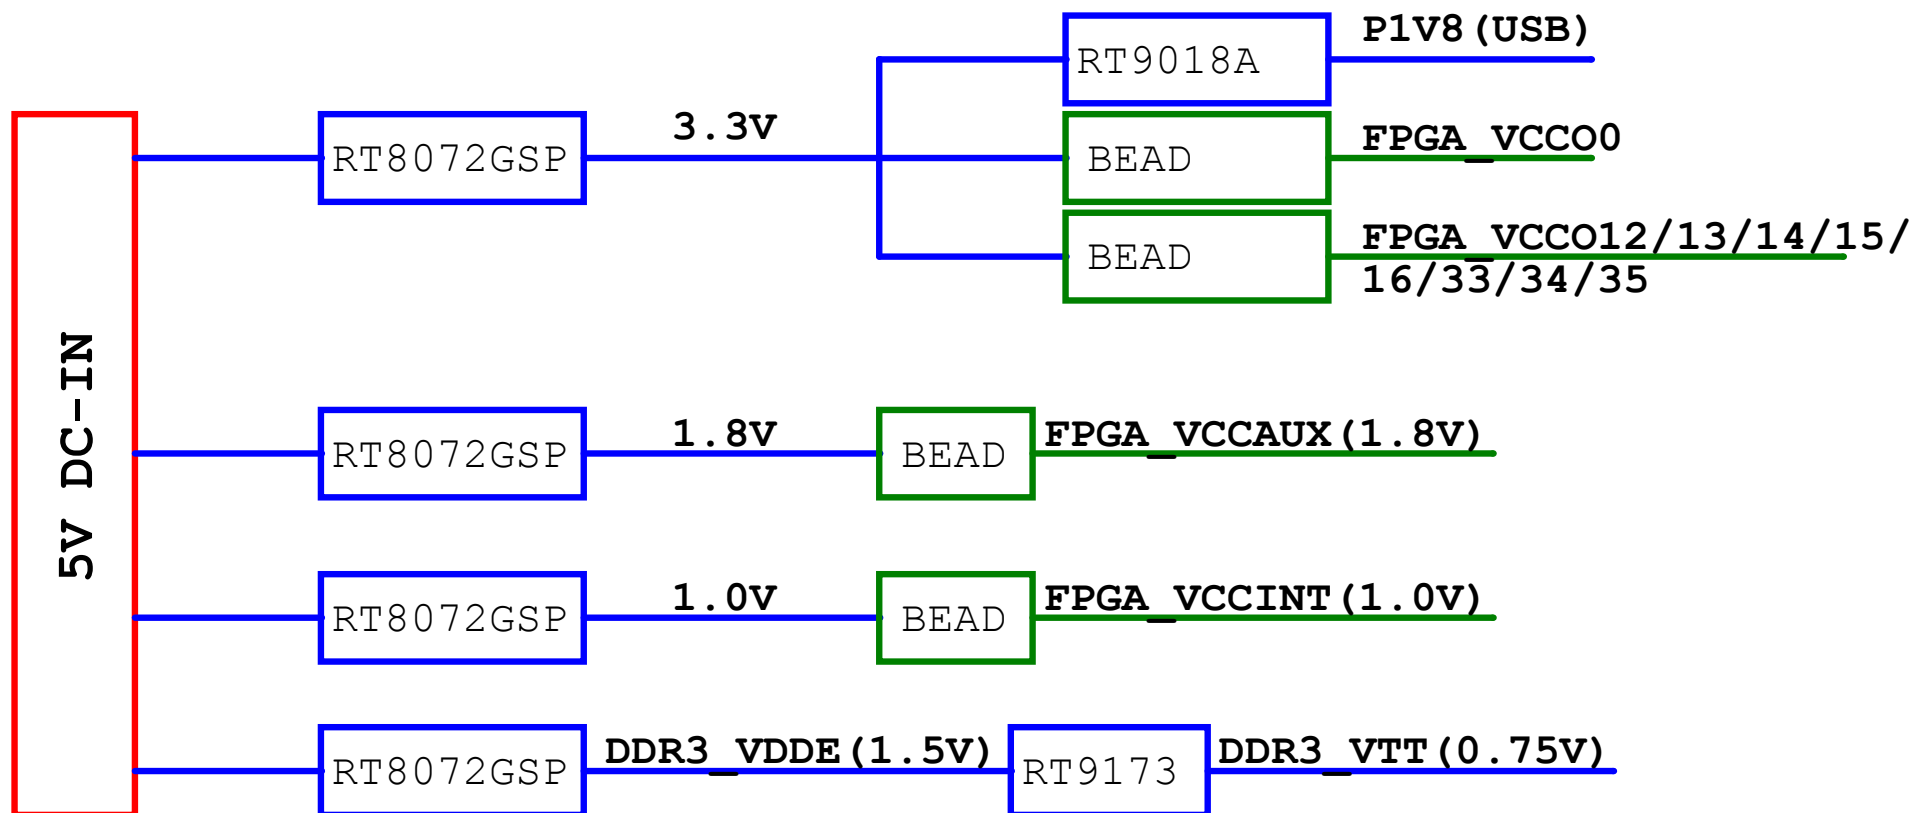 P1V8(USB)
RT9018A
3.3V
FPGA_VCCO0
RT8072GSP
BEAD
FPGA_VCCO12/13/14/15/
16/33/34/35
BEAD
5V DC-IN
1.8V
FPGA_VCCAUX(1.8V)
RT8072GSP
BEAD
1.0V
FPGA_VCCINT(1.0V)
RT8072GSP
BEAD
DDR3_VDDE(1.5V)
DDR3_VTT(0.75V)
RT8072GSP
RT9173